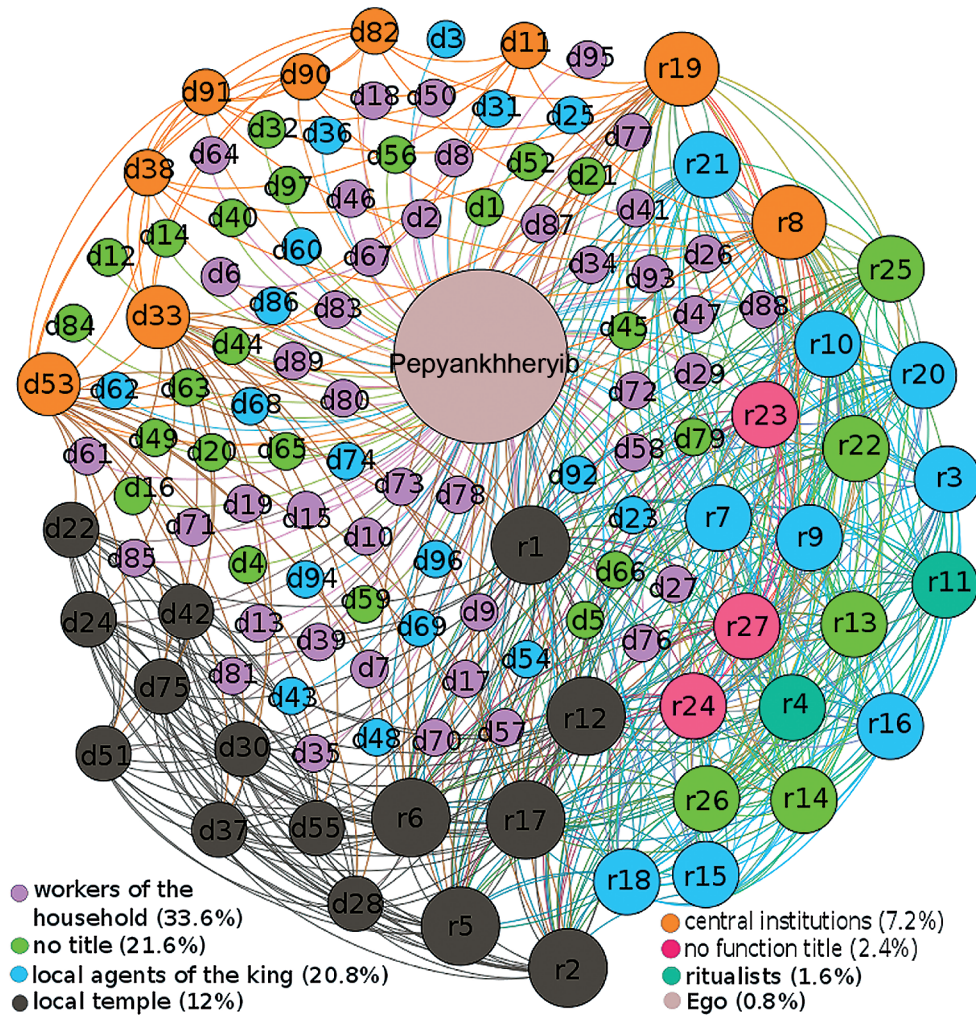 d82
d3
d11
d95
r19
d91
d90
d18
d50
d31
d25
d32
d36
d77
d38
d64
d56
d8
d52
d21
r21
d97
d46
d40
d2
d1
d87
d41
r8
d12
d14
d60
d67
d34
d93
d26
r25
d6
d86
d83
d47
d88
d84
d33
d44
d45
r10
d89
Pepyankhheryib
d29
r20
d53
d62
d63
d68
d80
d72
r23
d61
d49
d20
d65
d74
d58
d79
r22
d16
d19
d73
d78
d92
r3
d22
d71
d15
d10
r1
d23
r7
r9
d85
d4
d94
d96
d66
d27
r11
d24
d42
d13
d59
d69
d9
d5
r27
r13
d39
d76
d75
d81
d43
d7
d17
d54
r24
r4
r16
d51
d30
d35
d48
d70
d57
r12
d37
d55
r6
r17
r26
r14
d28
r5
r18
r15
r2
workers of the
household (33.6%)
no title (21.6%)
local agents of the king (20.8%)
local temple (12%)
central institutions (7.2%)
no function title (2.4%)
ritualists (1.6%)
Ego (0.8%)